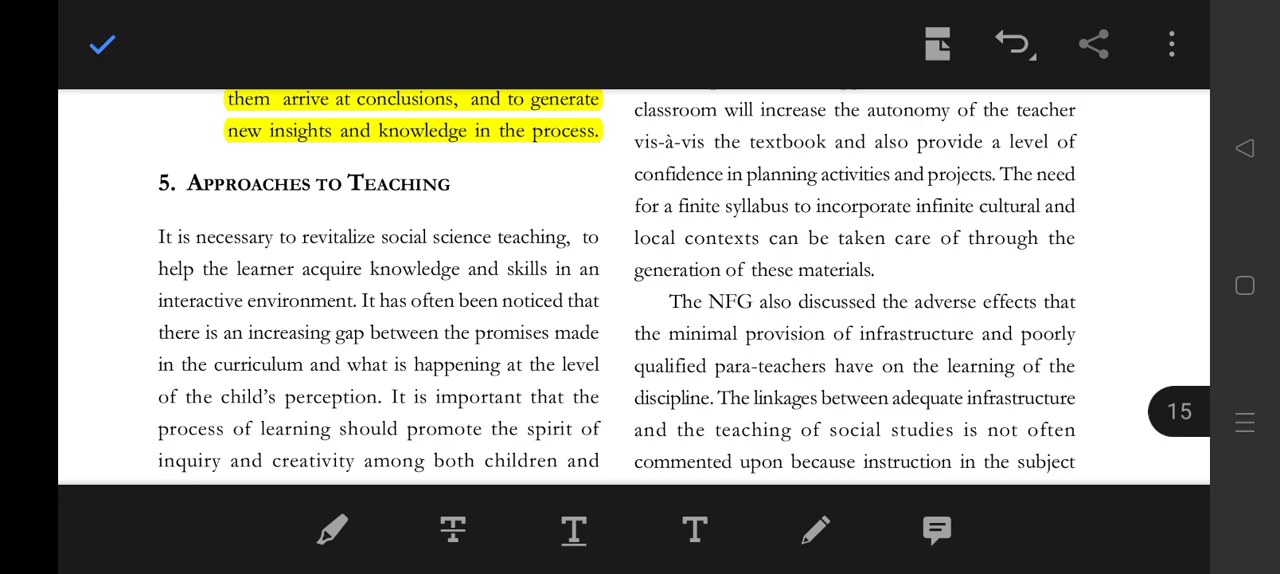 them arrive at conclusions, and to generate
new insights and knowledge in the process.
5. APPROACHES TO TEACHING
It is necessary to revitalize social science teaching, to
help the learner acquire knowledge and skills in an
interactive environment. It has often been noticed that
there is an increasing gap between the promises made
in the curriculum and what is happening at the level
of the child's perception. It is important that the
process of learning should promote the spirit of
inquiry and creativity among both children and
classroom will increase the autonomy of the teacher
vis-à-vis the textbook and also provide a level of
confidence in planning activities and projects. The need
for a finite syllabus to incorporate infinite cultural and
local contexts can be taken care of through the
generation of these materials.
The NFG also discussed the adverse effects that
the minimal provision of infrastructure and poorly
qualified para-teachers have on the learning of the
discipline. The linkages between adequate infrastructure
and the teaching of social studies is not often
commented upon because instruction in the subject
15